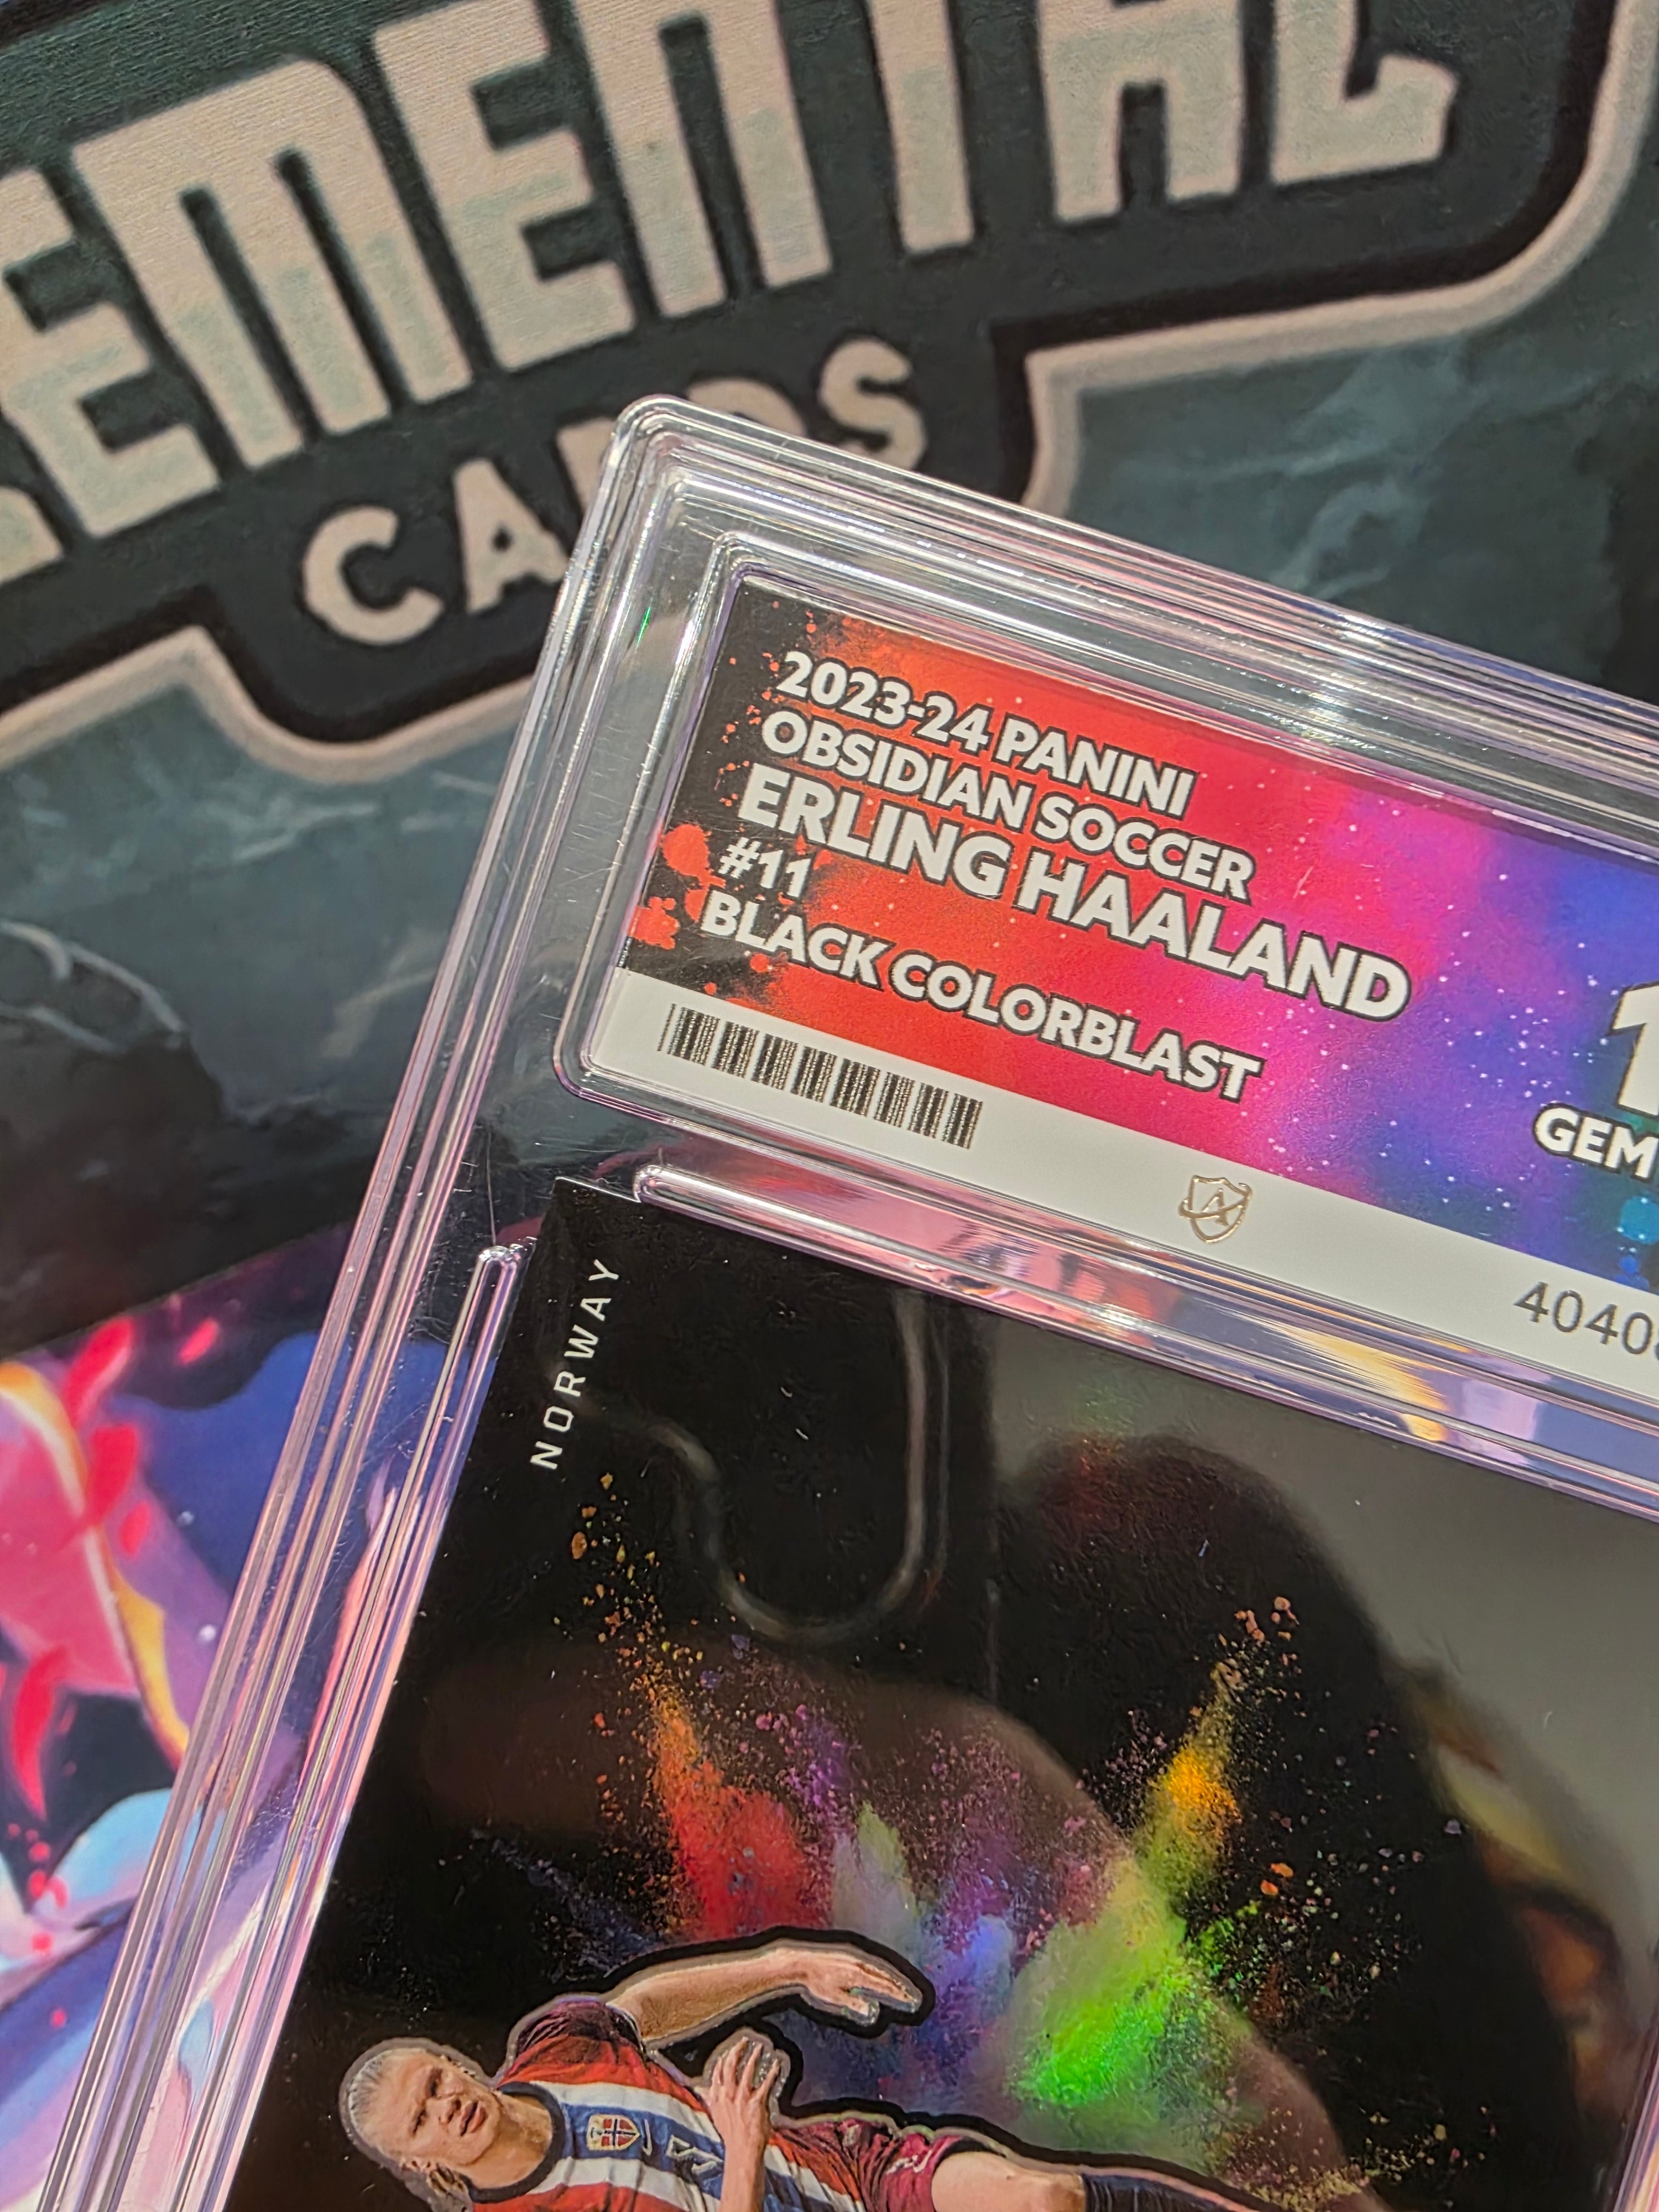 EMENTAL
CARDS
2023-24 PANINI
OBSIDIAN SOCCER
ERLING HAALAND
#11
BLACK COLORBLAST
GEM
NORWAY